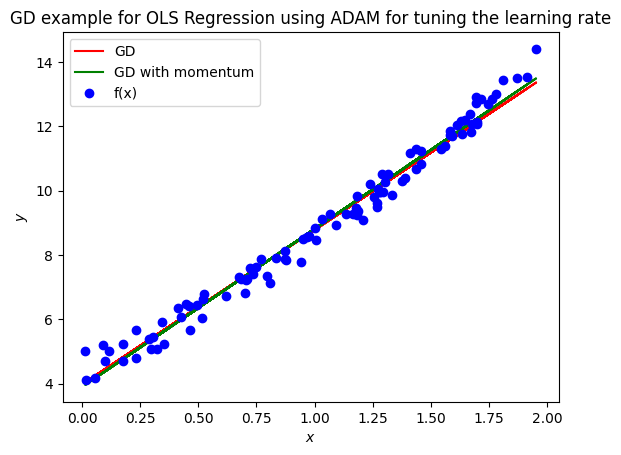 GD example for OLS Regression using ADAM for tuning the learning rate
GD
GD with momentum
f(x)
14
12
10
8
6
4
y
0.00 0.25 0.50 0.75 1.00 1.25 1.50 1.75 2.00
x